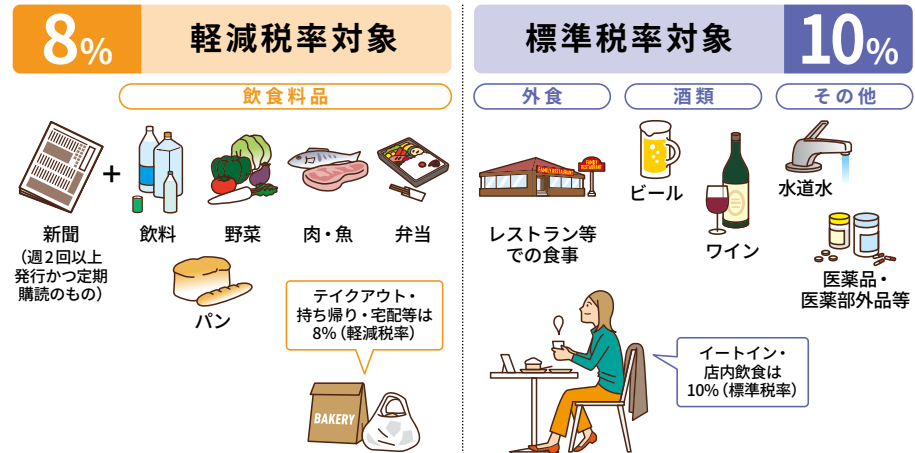 8%
軽減税率対象
飲食料品
新聞
（週2回以上
発行かつ定期
購読のもの）
+
飲料
野菜
肉・魚
弁当
パン
テイクアウト・
持ち帰り・宅配等は
8%（軽減税率）
BAKERY
標準税率対象
10%
外食
酒類
その他
FAMILY RESTAURANT
FAMILY
RESTAURANT
レストラン等
での食事
ビール
ワイン
水道水
医薬品・
医薬部外品等
イートイン・
店内飲食は
10%（標準税率）